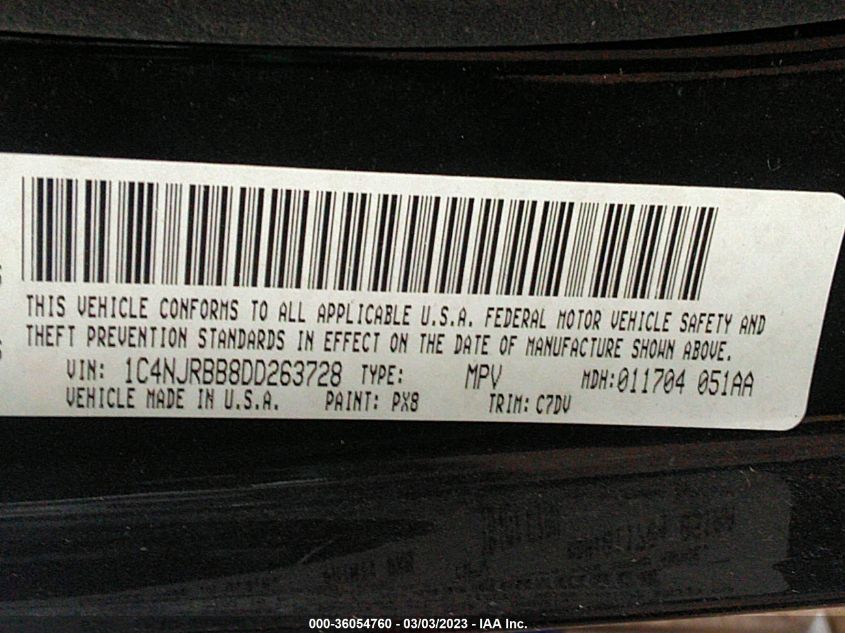 THIS VEHICLE CONFORMS TO ALL APPLICABLE U.S.A. FEDERAL MOTOR VEHICLE SAFETY AND
THEFT PREVENTION STANDARDS IN EFFECT ON THE DATE OF MANUFACTURE SHOWN ABOVE.
VIN: 1C4NJRBB8DD263728 TYPE: MPV MDH:011704 051AA
VEHICLE MADE IN U.S.A. PAINT: PX8 TRIM: C7DV
000-36054760 - 03/03/2023 - IAA Inc.